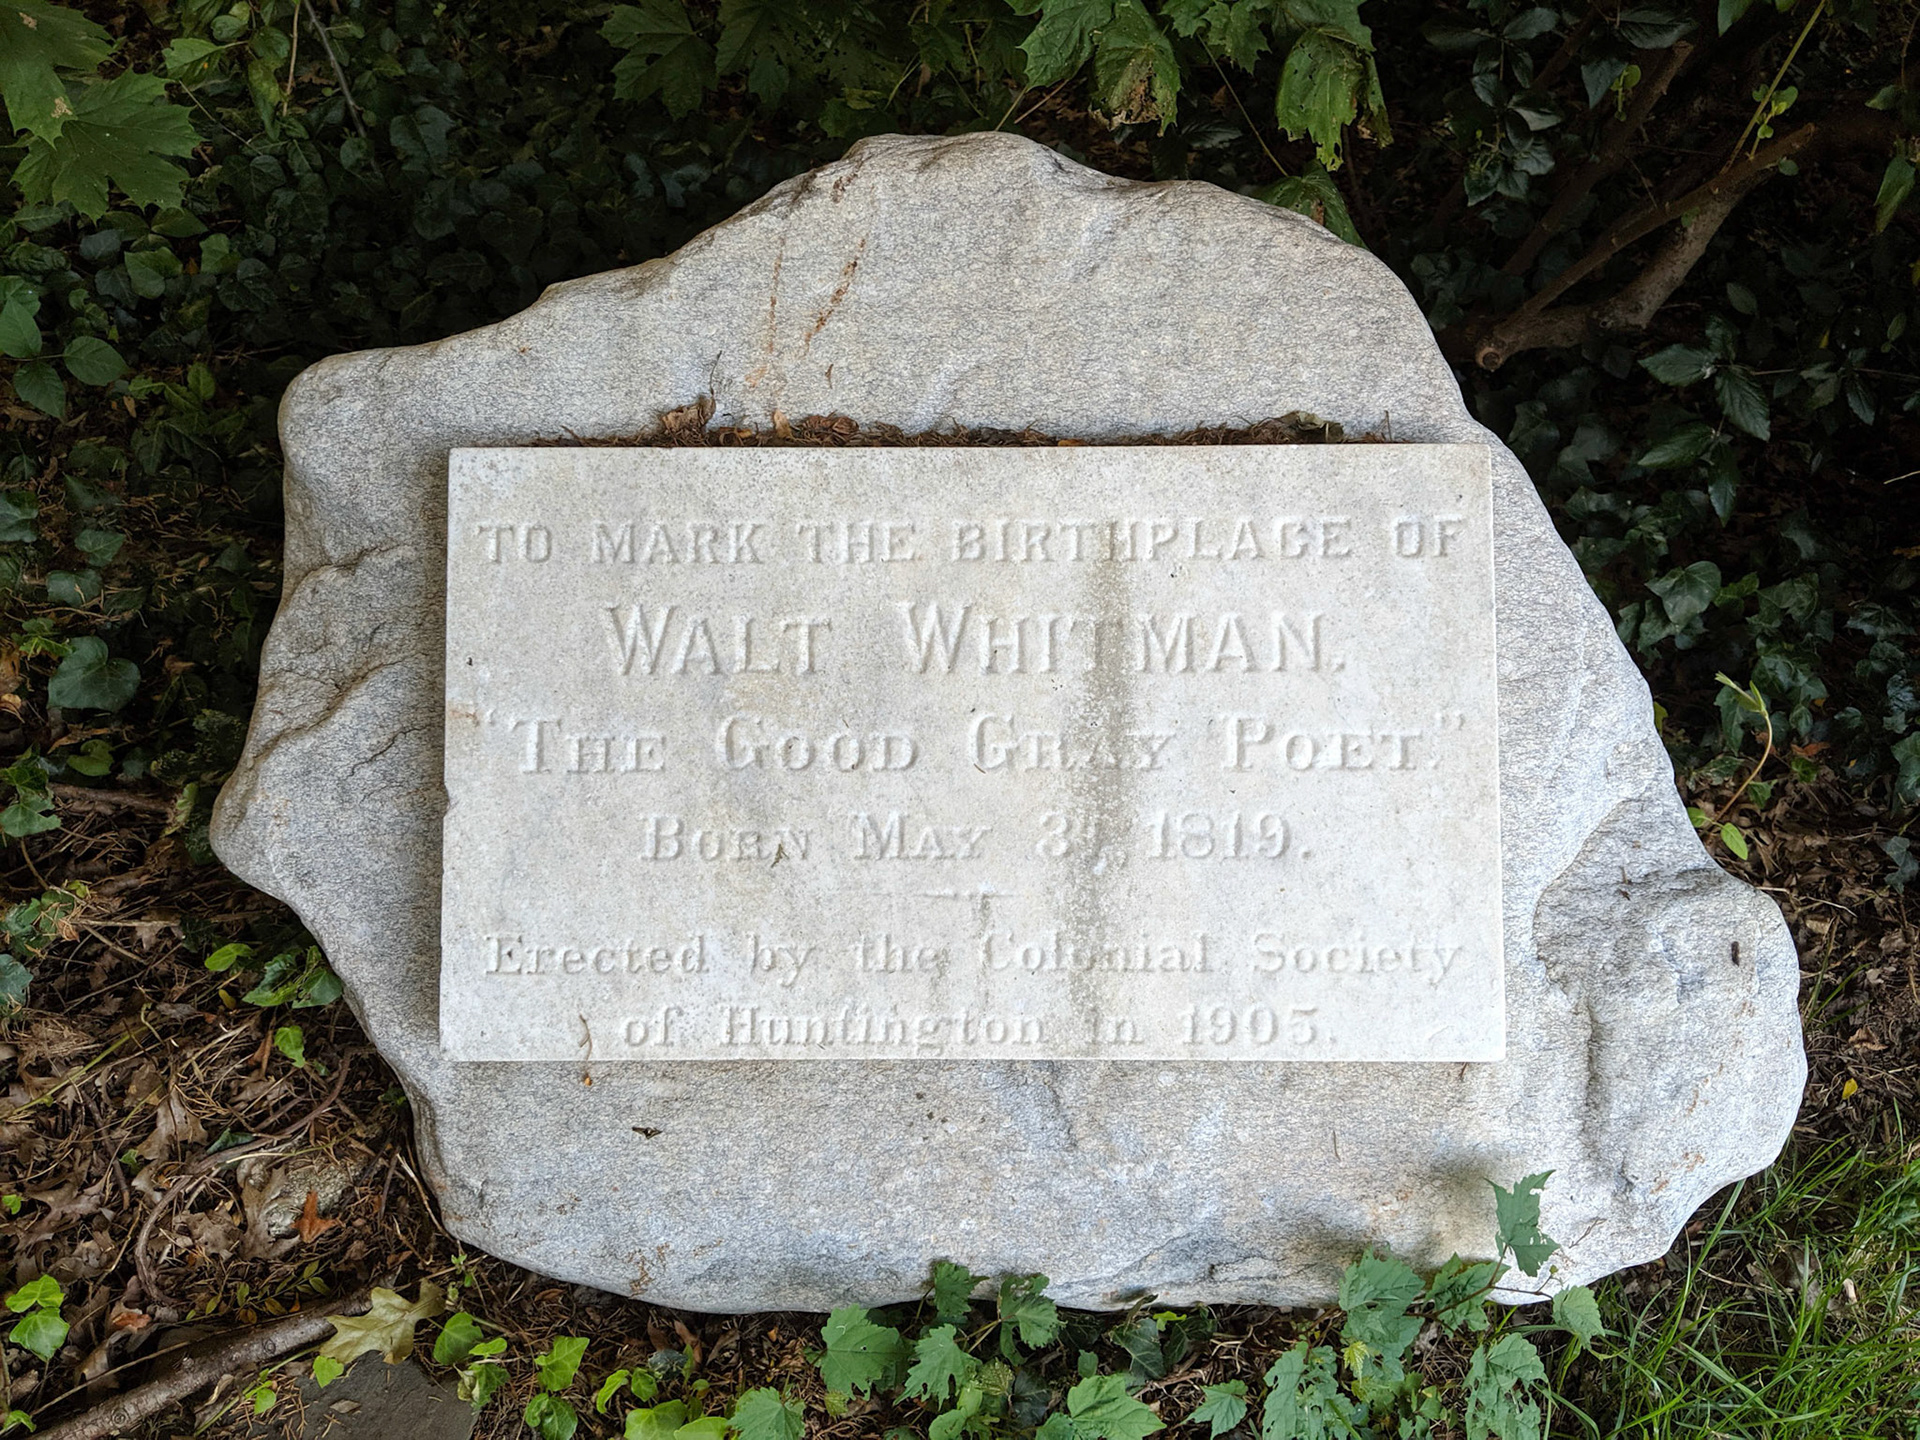 TO MARK THE BIRTHPLACE OF
WALT WHITMAN,
"THE GOOD GRAY POET."
BORN MAY 31, 1819.
Erected by the Colonial Society
of Huntington in 1905.